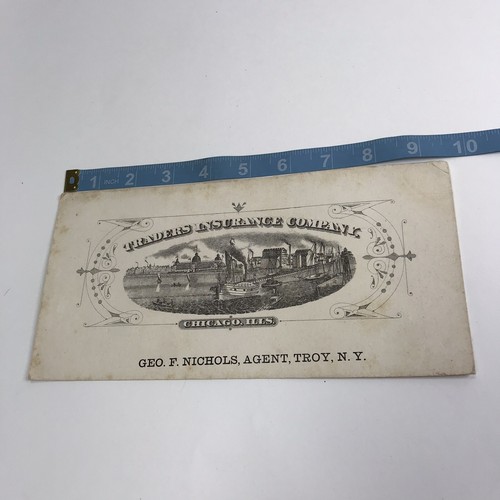 1 INCH 2 3 4 5 6 7 8 9 10
TRADERS INSURANCE COMPANY.
CHICAGO, ILLS.
GEO. F. NICHOLS, AGENT, TROY, N. Y.